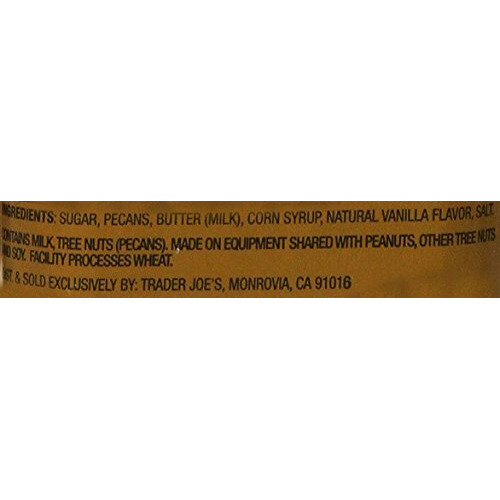 INGREDIENTS: SUGAR, PECANS, BUTTER (MILK), CORN SYRUP, NATURAL VANILLA FLAVOR, SALT.
CONTAINS MILK, TREE NUTS (PECANS). MADE ON EQUIPMENT SHARED WITH PEANUTS, OTHER TREE NUTS
AND SOY. FACILITY PROCESSES WHEAT.
DIST. & SOLD EXCLUSIVELY BY: TRADER JOE'S, MONROVIA, CA 91016